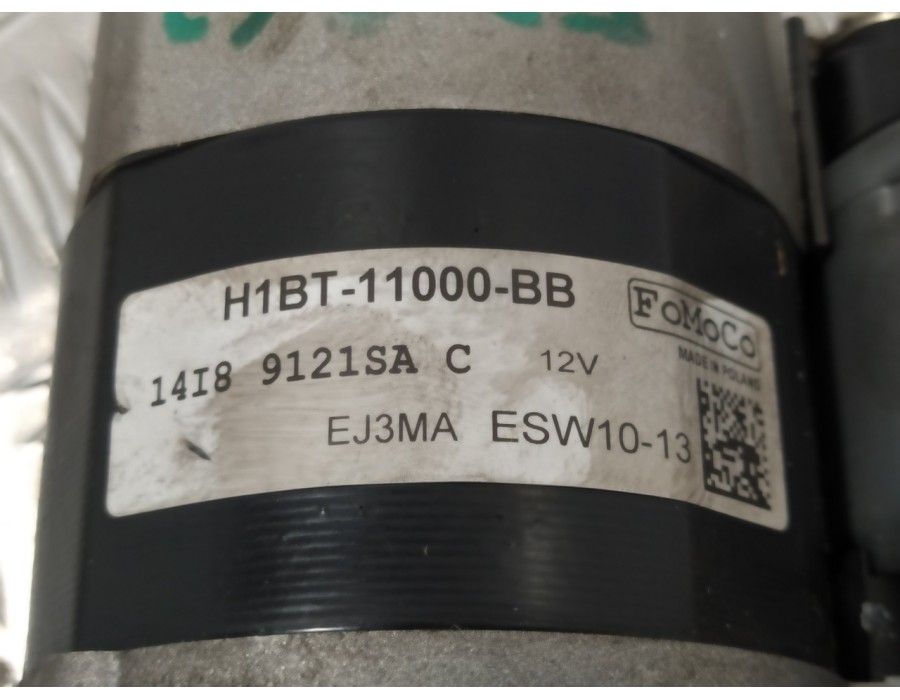 H1BT-11000-BB
FoMoCo
MADE IN POLAND
14I8 9121SA C 12V
EJ3MA ESW10-13